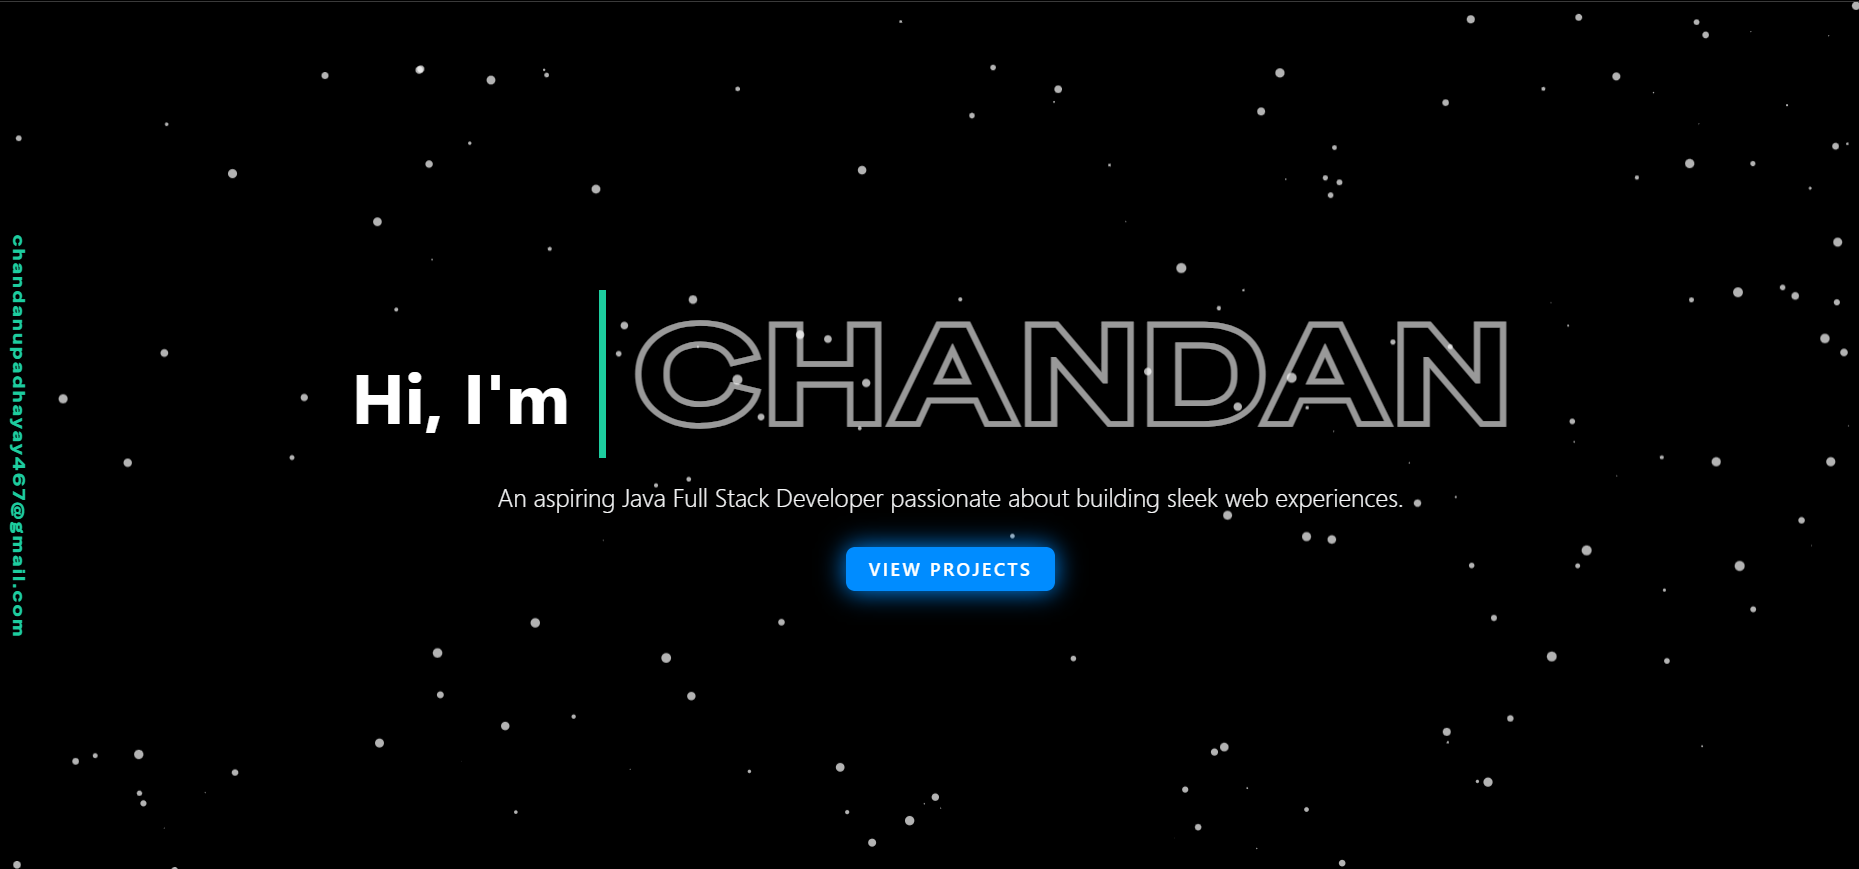 chandanupadhayay467@gmail.com
Hi, I'm CHANDAN
An aspiring Java Full Stack Developer passionate about building sleek web experiences.
VIEW PROJECTS